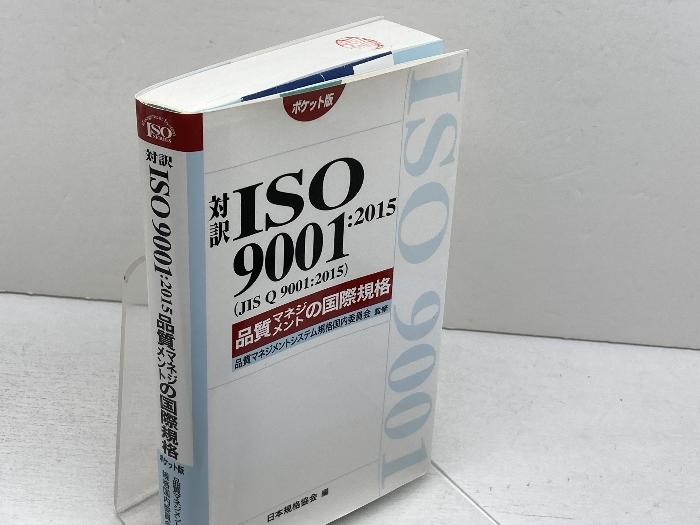 ポケット版
対訳
ISO
9001:2015
(JIS Q 9001:2015)
品質マネジメントの国際規格
品質マネジメントシステム規格国内委員会 監修
日本規格協会 編
ISO 9001
ISO
対訳
ISO 9001:2015
品質マネジメントの国際規格
ポケット版